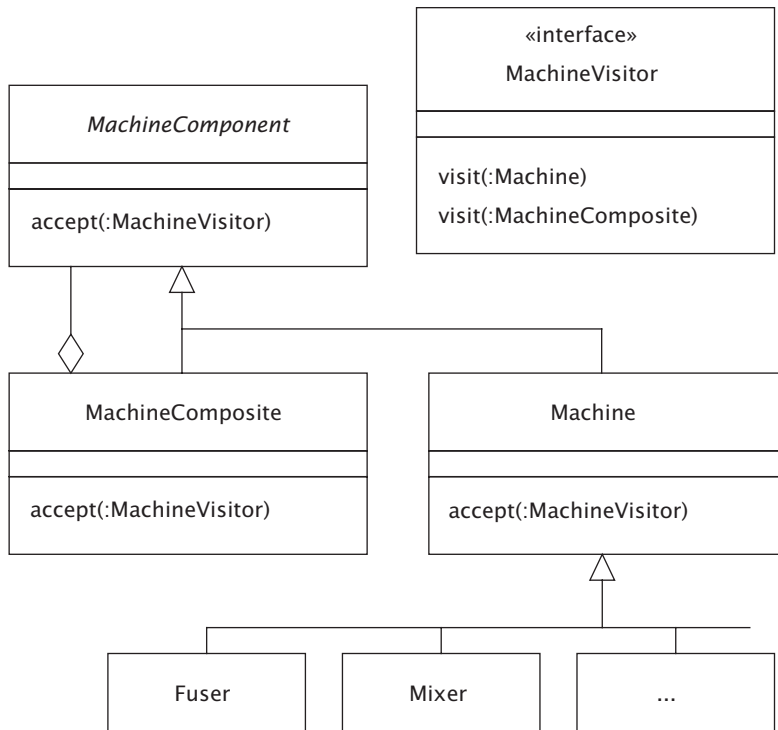 «interface»
MachineVisitor
visit(:Machine)
visit(:MachineComposite)
MachineComponent
accept(:MachineVisitor)
MachineComposite
accept(:MachineVisitor)
Machine
accept(:MachineVisitor)
Fuser
Mixer
...